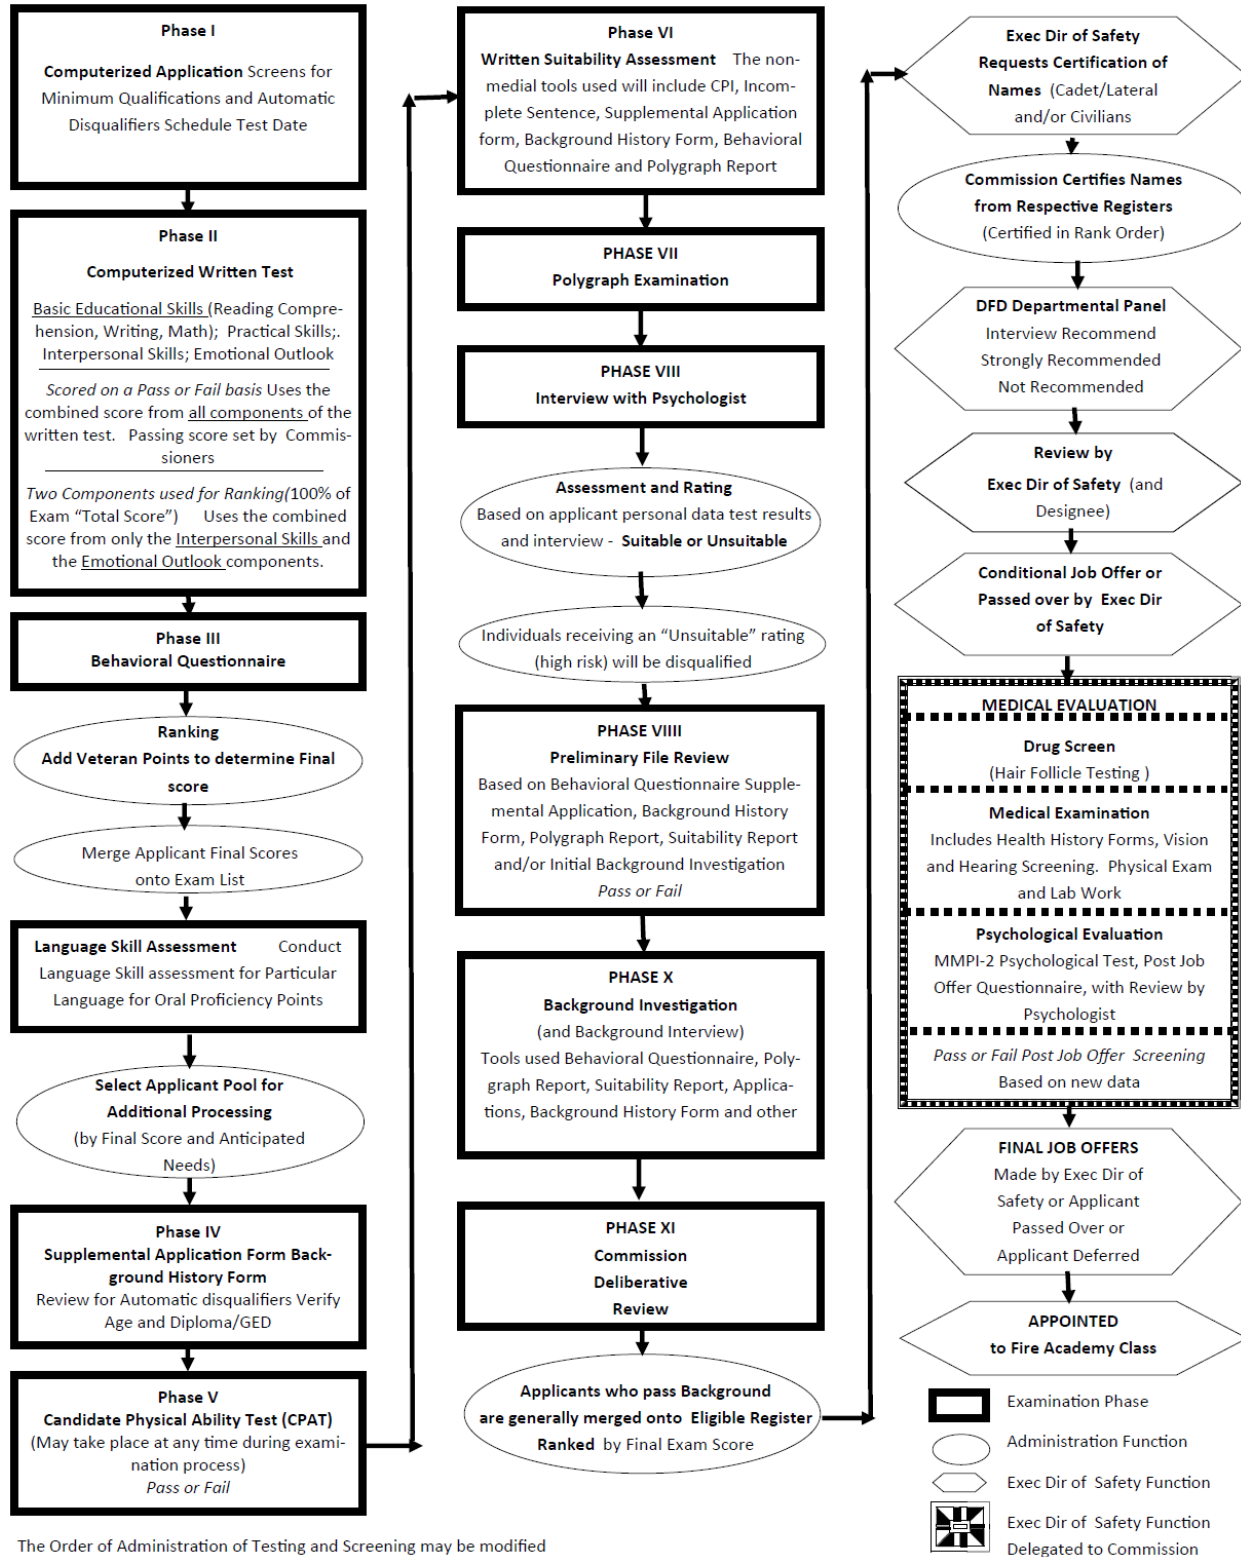 Phase I
Computerized Application Screens for
Minimum Qualifications and Automatic
Disqualifiers Schedule Test Date
Phase II
Computerized Written Test
Basic Educational Skills (Reading Compre-
hension, Writing, Math); Practical Skills;.
Interpersonal Skills; Emotional Outlook
Scored on a Pass or Fail basis Uses the
combined score from all components of the
written test. Passing score set by Commis-
sioners
Two Components used for Ranking(100% of
Exam “Total Score”) Uses the combined
score from only the Interpersonal Skills and
the Emotional Outlook components.
Phase III
Behavioral Questionnaire
Ranking
Add Veteran Points to determine Final
score
Merge Applicant Final Scores
onto Exam List
Language Skill Assessment Conduct
Language Skill assessment for Particular
Language for Oral Proficiency Points
Select Applicant Pool for
Additional Processing
(by Final Score and Anticipated
Needs)
Phase IV
Supplemental Application Form Back-
ground History Form
Review for Automatic disqualifiers Verify
Age and Diploma/GED
Phase V
Candidate Physical Ability Test (CPAT)
(May take place at any time during exami-
nation process)
Pass or Fail
Phase VI
Written Suitability Assessment The non-
medial tools used will include CPI, Incom-
plete Sentence, Supplemental Application
form, Background History Form, Behavioral
Questionnaire and Polygraph Report
PHASE VII
Polygraph Examination
PHASE VIII
Interview with Psychologist
Assessment and Rating
Based on applicant personal data test results
and interview - Suitable or Unsuitable
Individuals receiving an “Unsuitable” rating
(high risk) will be disqualified
PHASE VIIII
Preliminary File Review
Based on Behavioral Questionnaire Supple-
mental Application, Background History
Form, Polygraph Report, Suitability Report
and/or Initial Background Investigation
Pass or Fail
PHASE X
Background Investigation
(and Background Interview)
Tools used Behavioral Questionnaire, Poly-
graph Report, Suitability Report, Applica-
tions, Background History Form and other
PHASE XI
Commission
Deliberative
Review
Applicants who pass Background
are generally merged onto Eligible Register
Ranked by Final Exam Score
Exec Dir of Safety
Requests Certification of
Names (Cadet/Lateral
and/or Civilians
Commission Certifies Names
from Respective Registers
(Certified in Rank Order)
DFD Departmental Panel
Interview Recommend
Strongly Recommended
Not Recommended
Review by
Exec Dir of Safety (and
Designee)
Conditional Job Offer or
Passed over by Exec Dir
of Safety
MEDICAL EVALUATION
Drug Screen
(Hair Follicle Testing )
Medical Examination
Includes Health History Forms, Vision
and Hearing Screening. Physical Exam
and Lab Work
Psychological Evaluation
MMPI-2 Psychological Test, Post Job
Offer Questionnaire, with Review by
Psychologist
Pass or Fail Post Job Offer Screening
Based on new data
FINAL JOB OFFERS
Made by Exec Dir of
Safety or Applicant
Passed Over or
Applicant Deferred
APPOINTED
to Fire Academy Class
Examination Phase
Administration Function
Exec Dir of Safety Function
Exec Dir of Safety Function
Delegated to Commission
The Order of Administration of Testing and Screening may be modified